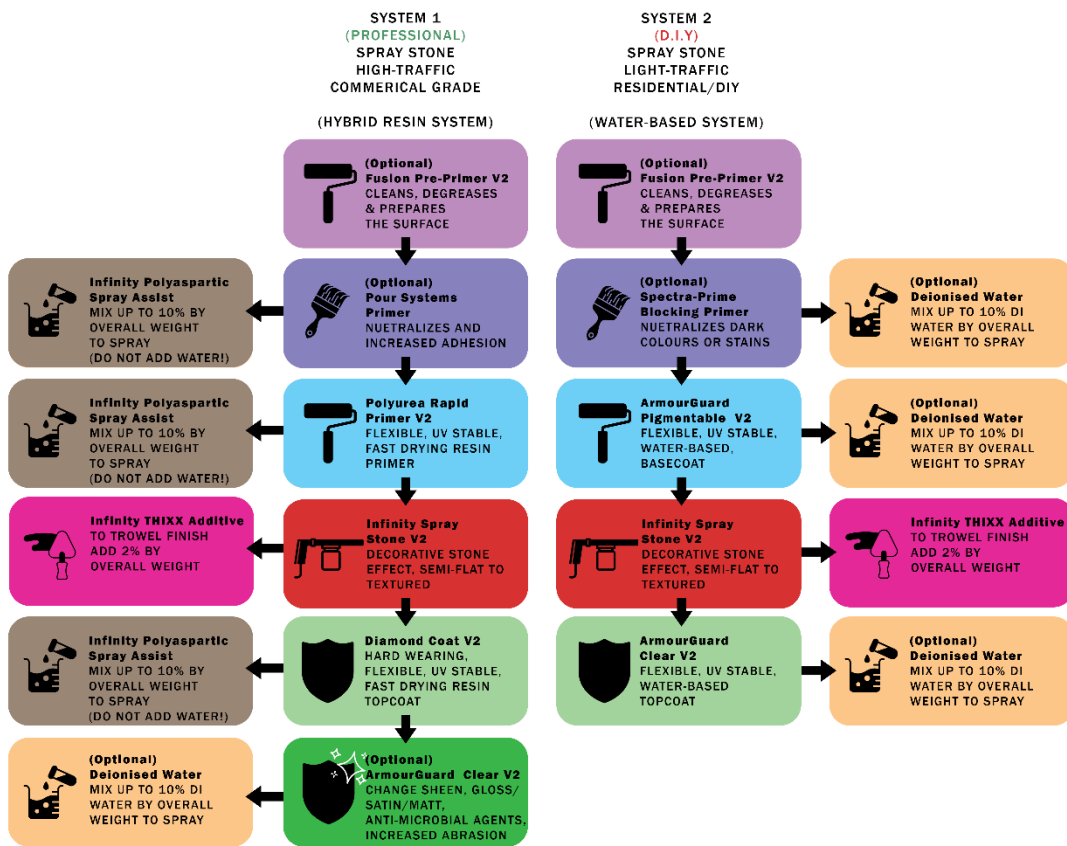 SYSTEM 1
(PROFESSIONAL)
SPRAY STONE
HIGH-TRAFFIC
COMMERICAL GRADE
(HYBRID RESIN SYSTEM)
SYSTEM 2
(D.I.Y)
SPRAY STONE
LIGHT-TRAFFIC
RESIDENTIAL/DIY
(WATER-BASED SYSTEM)
(Optional)
Fusion Pre-Primer V2
CLEANS, DEGREASES
& PREPARES
THE SURFACE
(Optional)
Fusion Pre-Primer V2
CLEANS, DEGREASES
& PREPARES
THE SURFACE
Infinity Polyaspartic
Spray Assist
MIX UP TO 10% BY
OVERALL WEIGHT
TO SPRAY
(DO NOT ADD WATER!)
(Optional)
Pour Systems
Primer
NUETRALIZES AND
INCREASED ADHESION
(Optional)
Spectra-Prime
Blocking Primer
NUETRALIZES DARK
COLOURS OR STAINS
(Optional)
Deionised Water
MIX UP TO 10% DI
WATER BY OVERALL
WEIGHT TO SPRAY
Infinity Polyaspartic
Spray Assist
MIX UP TO 10% BY
OVERALL WEIGHT
TO SPRAY
(DO NOT ADD WATER!)
Polyurea Rapid
Primer V2
FLEXIBLE, UV STABLE,
FAST DRYING RESIN
PRIMER
ArmourGuard
Pigmentable V2
FLEXIBLE, UV STABLE,
WATER-BASED,
BASECOAT
(Optional)
Deionised Water
MIX UP TO 10% DI
WATER BY OVERALL
WEIGHT TO SPRAY
Infinity THIXX Additive
TO TROWEL FINISH
ADD 2% BY
OVERALL WEIGHT
Infinity Spray
Stone V2
DECORATIVE STONE
EFFECT, SEMI-FLAT TO
TEXTURED
Infinity Spray
Stone V2
DECORATIVE STONE
EFFECT, SEMI-FLAT TO
TEXTURED
Infinity THIXX Additive
TO TROWEL FINISH
ADD 2% BY
OVERALL WEIGHT
Infinity Polyaspartic
Spray Assist
MIX UP TO 10% BY
OVERALL WEIGHT
TO SPRAY
(DO NOT ADD WATER!)
Diamond Coat V2
HARD WEARING,
FLEXIBLE, UV STABLE,
FAST DRYING RESIN
TOPCOAT
ArmourGuard
Clear V2
FLEXIBLE, UV STABLE,
WATER-BASED
TOPCOAT
(Optional)
Deionised Water
MIX UP TO 10% DI
WATER BY OVERALL
WEIGHT TO SPRAY
(Optional)
Deionised Water
MIX UP TO 10% DI
WATER BY OVERALL
WEIGHT TO SPRAY
(Optional)
ArmourGuard Clear V2
CHANGE SHEEN, GLOSS/
SATIN/MATT,
ANTI-MICROBIAL AGENTS,
INCREASED ABRASION